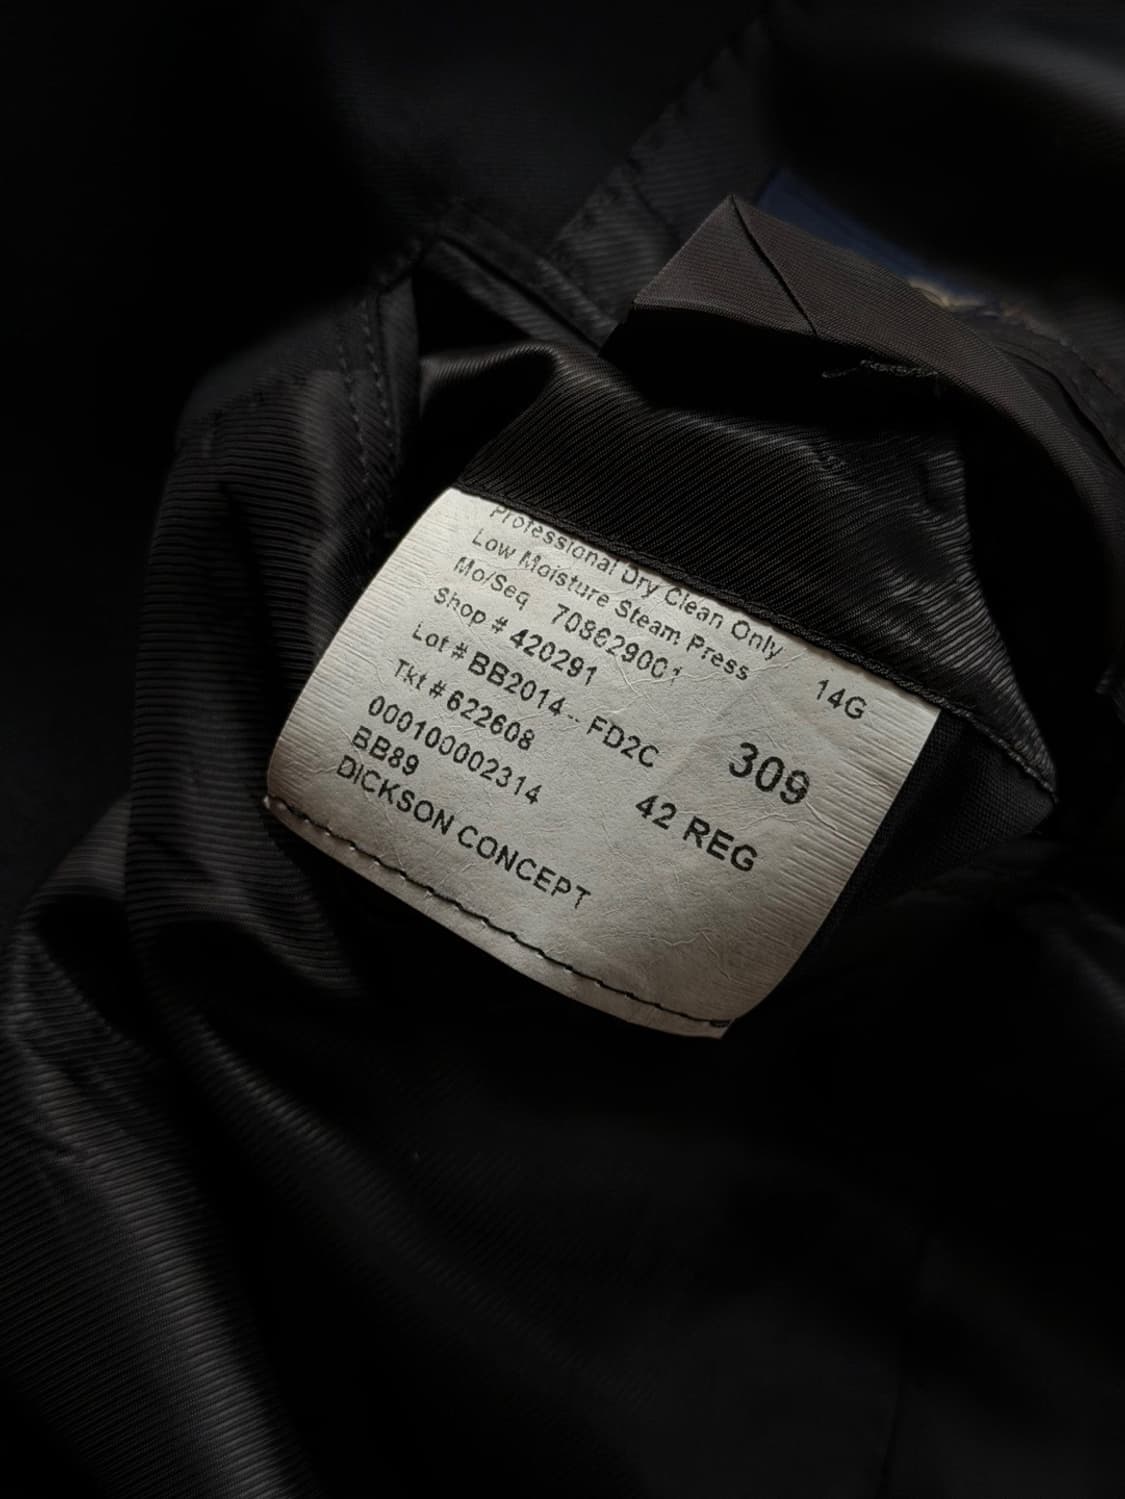 Professional Dry Clean Only
Low Moisture Steam Press
Mo/Seq 708629001 14G
Shop # 420291
Lot # BB2014-- FD2C 309
Tkt # 622608 42 REG
000100002314
BB89
DICKSON CONCEPT